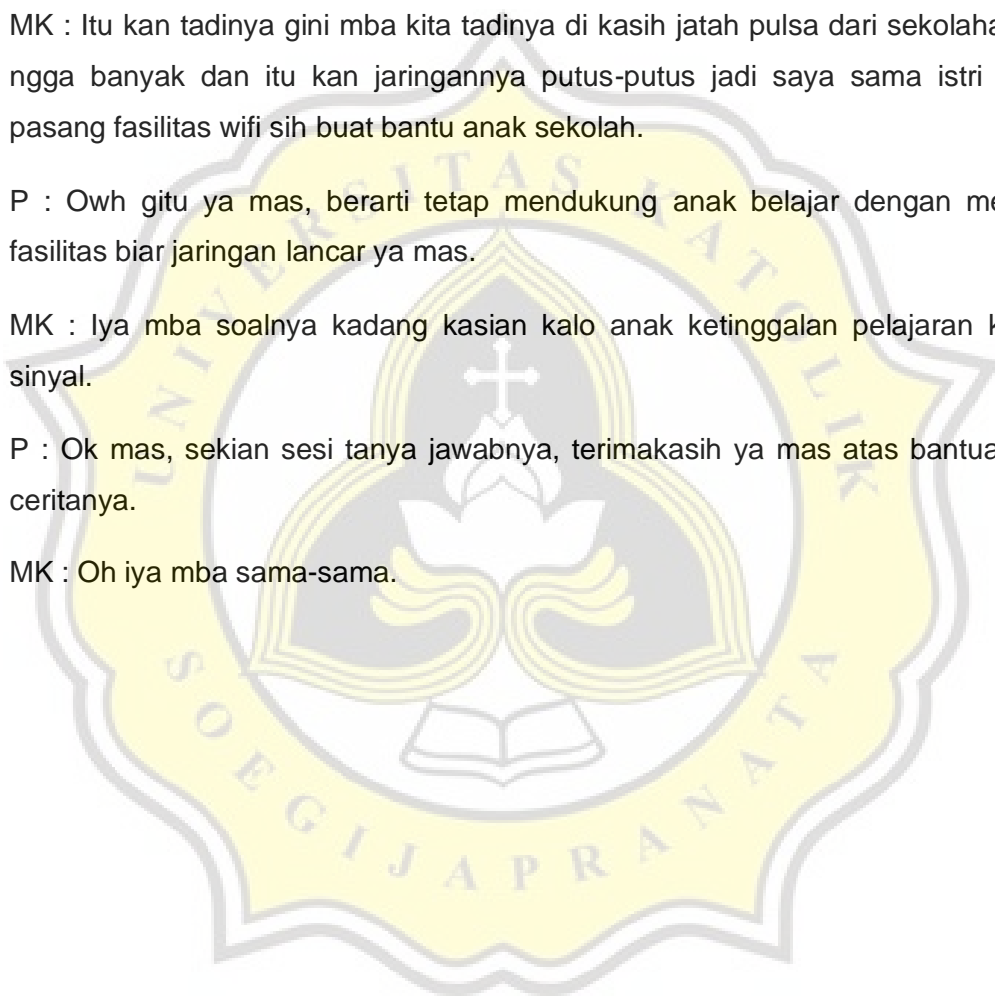 MK : Itu kan tadinya gini mba kita tadinya di kasih jatah pulsa dari sekolaha
ngga banyak dan itu kan jaringannya putus-putus jadi saya sama istri
pasang fasilitas wifi sih buat bantu anak sekolah.
P : Owh gitu ya mas, berarti tetap mendukung anak belajar dengan me
fasilitas biar jaringan lancar ya mas.
MK : Iya mba soalnya kadang kasian kalo anak ketinggalan pelajaran k
sinyal.
P : Ok mas, sekian sesi tanya jawabnya, terimakasih ya mas atas bantua
ceritanya.
MK : Oh iya mba sama-sama.
UNIVERSITAS KATOLIK
SOEGIJAPRANATA